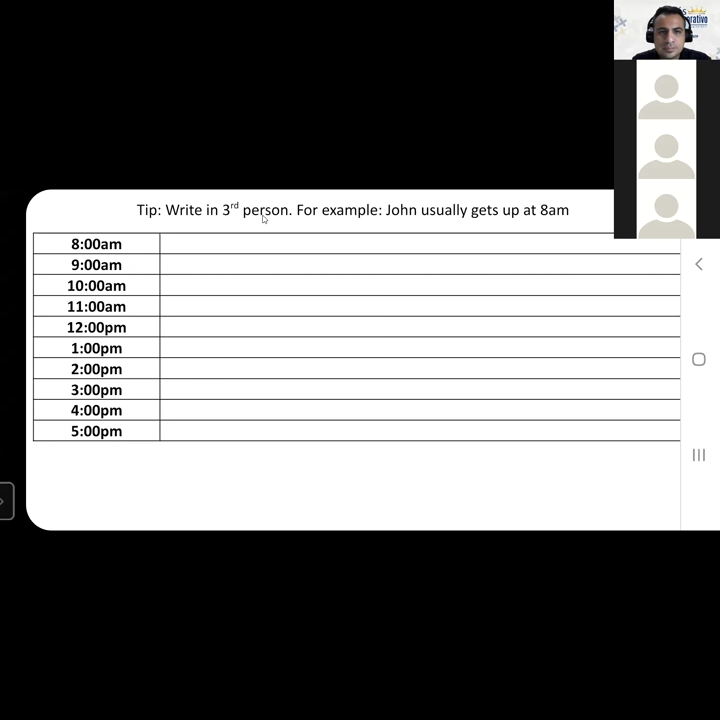 Tip: Write in 3rd person. For example: John usually gets up at 8am
8:00am
9:00am
10:00am
11:00am
12:00pm
1:00pm
2:00pm
3:00pm
4:00pm
5:00pm